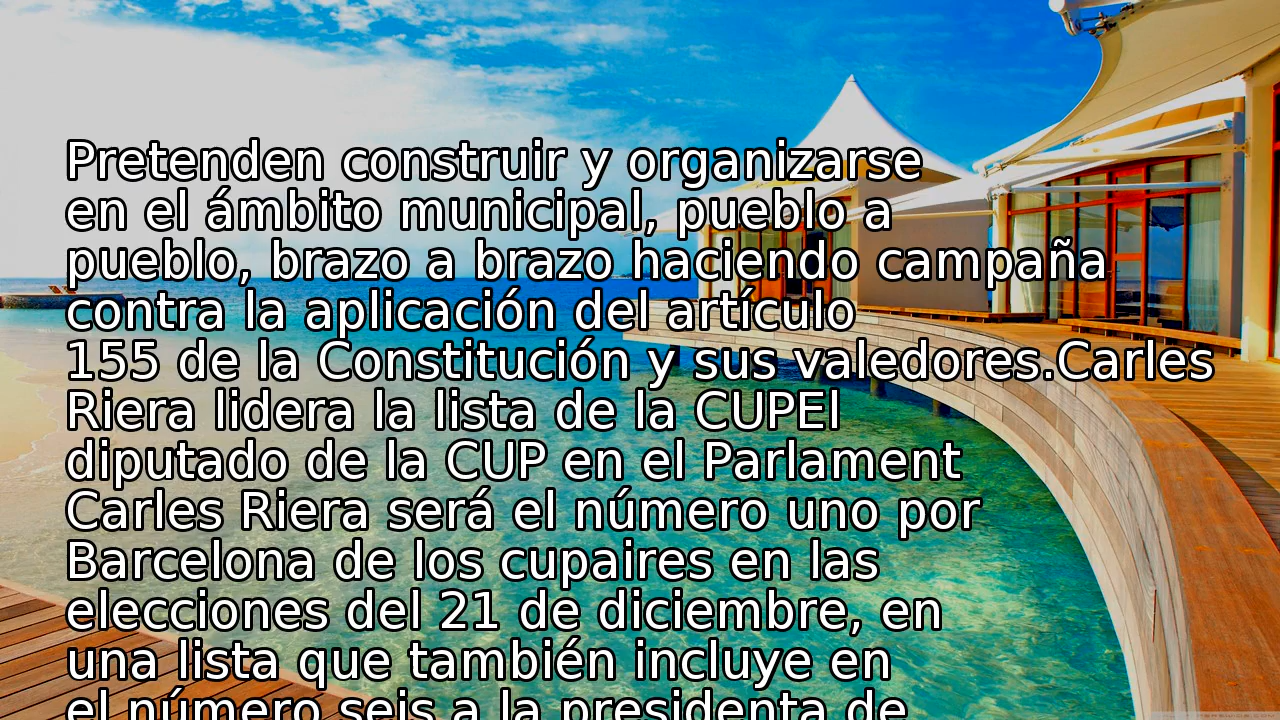 Pretenden construir y organizarse
en el ámbito municipal, pueblo a
pueblo, brazo a brazo haciendo campaña
contra la aplicación del artículo
155 de la Constitución y sus valedores.Carles
Riera lidera la lista de la CUPEl
diputado de la CUP en el Parlament
Carles Riera será el número uno por
Barcelona de los cupaires en las
elecciones del 21 de diciembre, en
una lista que también incluye en
el número seis a la presidenta de